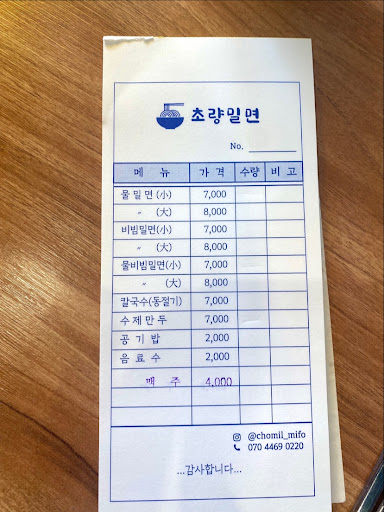 초량밀면
No.
메 뉴 가 격 수량 비 고
물 밀 면 (小) 7,000
〃 (大) 8,000
비빔밀면(小) 7,000
〃 (大) 8,000
물비빔밀면(小) 7,000
〃 (大) 8,000
칼국수(동절기) 7,000
수 제 만 두 7,000
공 기 밥 2,000
음 료 수 2,000
맥 주 4,000
@chomil_mifo
070 4469 0220
...감사합니다...